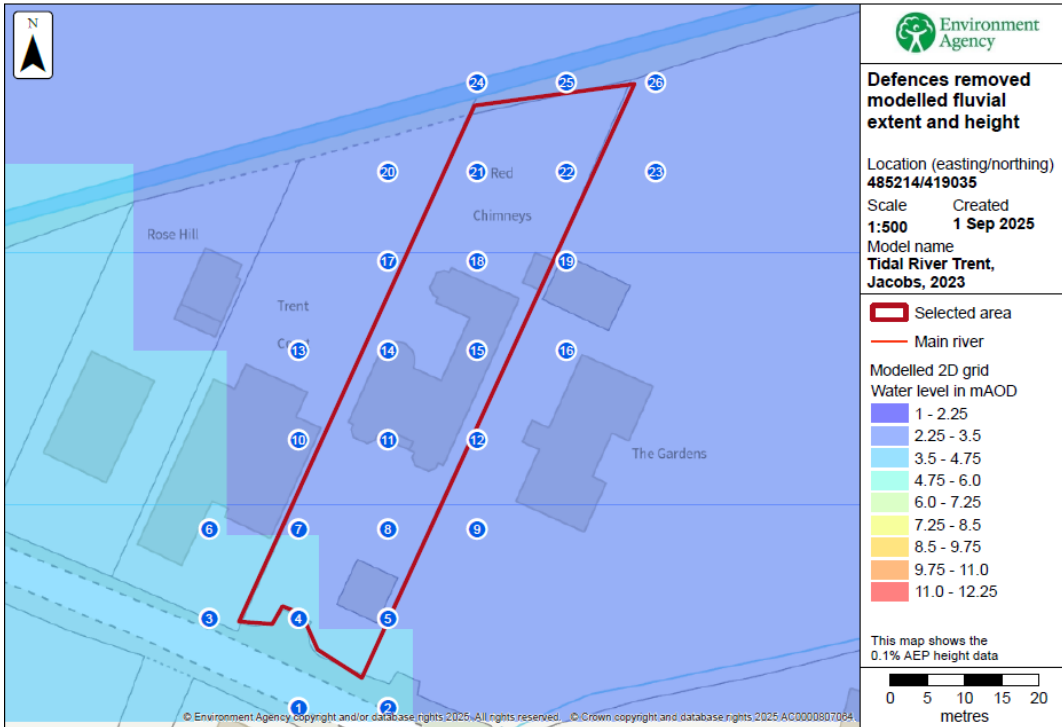 N
24
25
26
20
21
Red
22
23
Chimneys
Rose Hill
17
18
19
Trent
Court
13
14
15
16
10
11
12
The Gardens
6
7
8
9
3
4
5
1
2
© Environment Agency copyright and/or database rights 2025. All rights reserved. © Crown copyright and database rights 2025 AC0000807064
Environment
Agency
Defences removed
modelled fluvial
extent and height
Location (easting/northing)
485214/419035
Scale Created
1:500 1 Sep 2025
Model name
Tidal River Trent,
Jacobs, 2023
Selected area
Main river
Modelled 2D grid
Water level in mAOD
1 - 2.25
2.25 - 3.5
3.5 - 4.75
4.75 - 6.0
6.0 - 7.25
7.25 - 8.5
8.5 - 9.75
9.75 - 11.0
11.0 - 12.25
This map shows the
0.1% AEP height data
0 5 10 15 20
metres